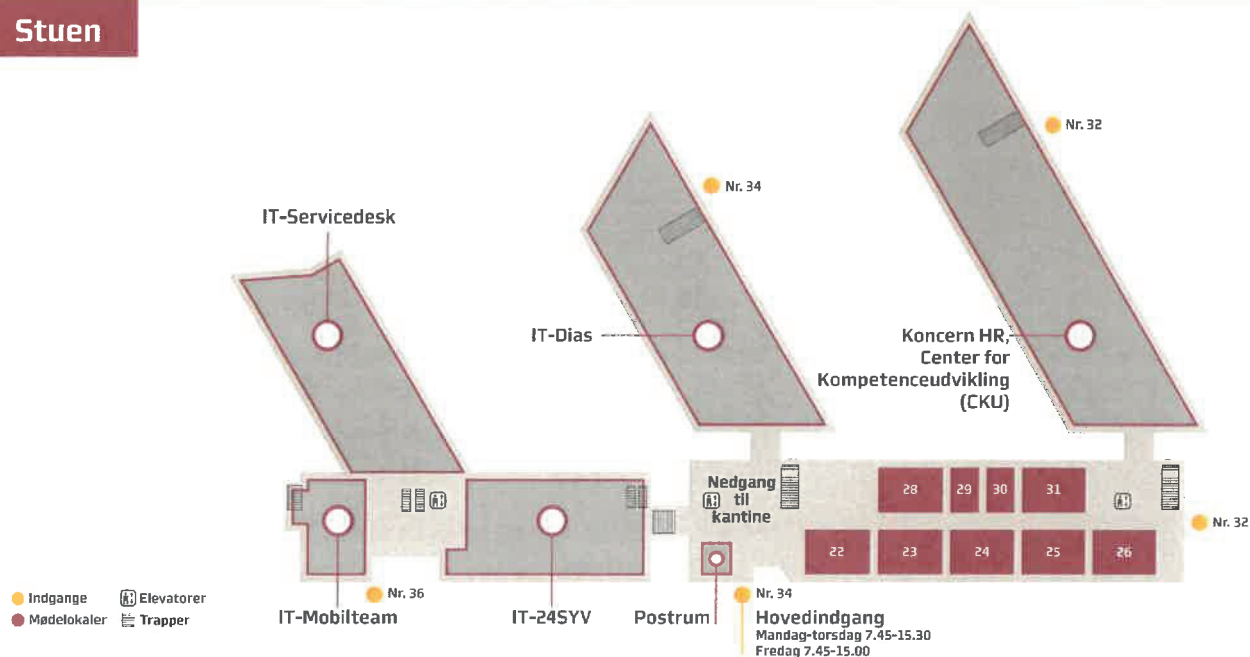 Stuen
Nr. 32
Nr. 34
IT-Servicedesk
IT-Dias
Koncern HR,
Center for
Kompetenceudvikling
(CKU)
Nedgang
til
kantine
28
29
30
31
22
23
24
25
26
Nr. 32
Indgange
Elevatorer
Mødelokaler
Trapper
Nr. 36
Nr. 34
IT-Mobilteam
IT-24SYV
Postrum
Hovedindgang
Mandag-torsdag 7.45-15.30
Fredag 7.45-15.00